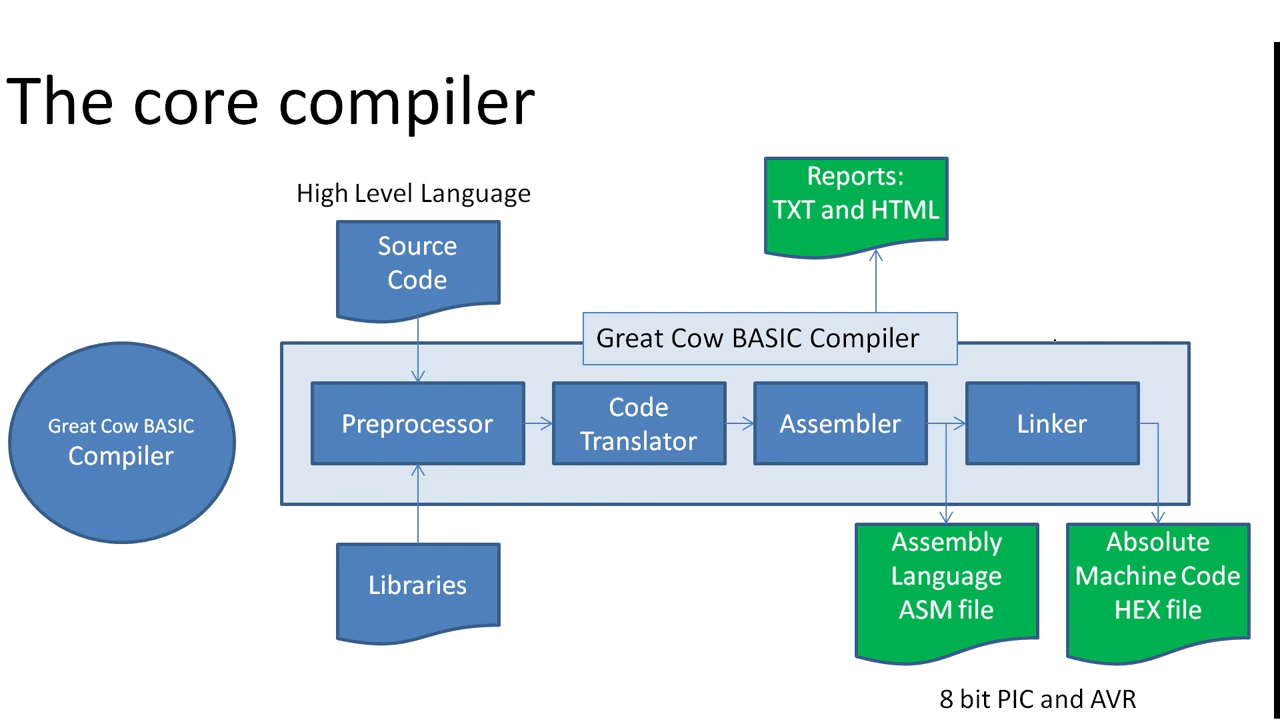 The core compiler
High Level Language
Source
Code
Reports:
TXT and HTML
Great Cow BASIC Compiler
Great Cow BASIC
Compiler
Preprocessor
Code
Translator
Assembler
Linker
Libraries
Assembly
Language
ASM file
Absolute
Machine Code
HEX file
8 bit PIC and AVR